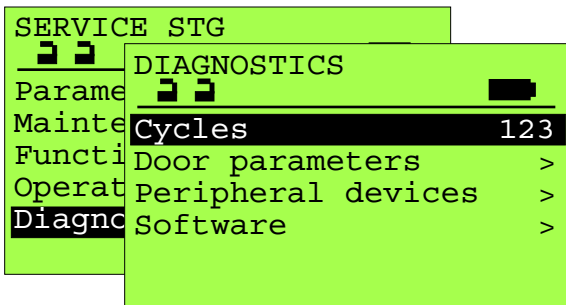 SERVICE STG
Parame
Mainte
Functi
Operat
Diagno
DIAGNOSTICS
Cycles 123
Door parameters >
Peripheral devices >
Software >